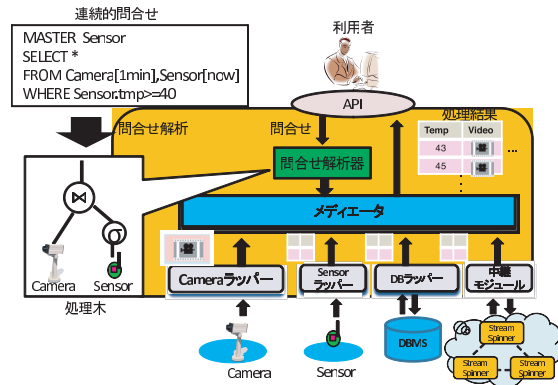 連続的問合せ
MASTER Sensor
SELECT *
FROM Camera[1min],Sensor[now]
WHERE Sensor.tmp>=40
利用者
API
問合せ解析
問合せ
処理結果
Temp Video
43
45
...
問合せ解析器
メディエータ
⋈
σ
Camera Sensor
処理木
Cameraラッパー
Sensor
ラッパー
DBラッパー
中継
モジュール
Camera
Sensor
DBMS
Stream
Spinner
Stream
Spinner
Stream
Spinner